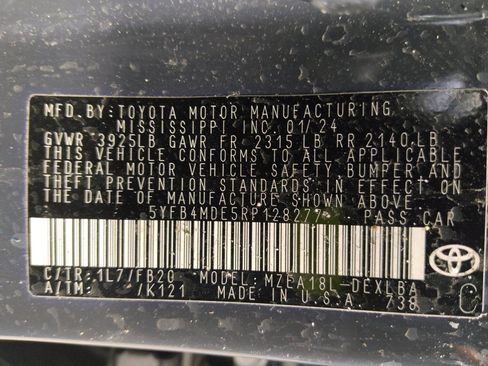 MFD. BY: TOYOTA MOTOR MANUFACTURING,
MISSISSIPPI INC. 01/24
GVWR 3925LB GAWR FR 2315 LB RR 2140 LB
THIS VEHICLE CONFORMS TO ALL APPLICABLE
FEDERAL MOTOR VEHICLE SAFETY, BUMPER, AND
THEFT PREVENTION STANDARDS IN EFFECT ON
THE DATE OF MANUFACTURE SHOWN ABOVE.
5YFB4MDE5RP128277 PASS CAR
C/TR:1L7/FB20 MODEL: MZEA18L-DEXLBA
A/TM: /K121 MADE IN U.S.A. 738
C